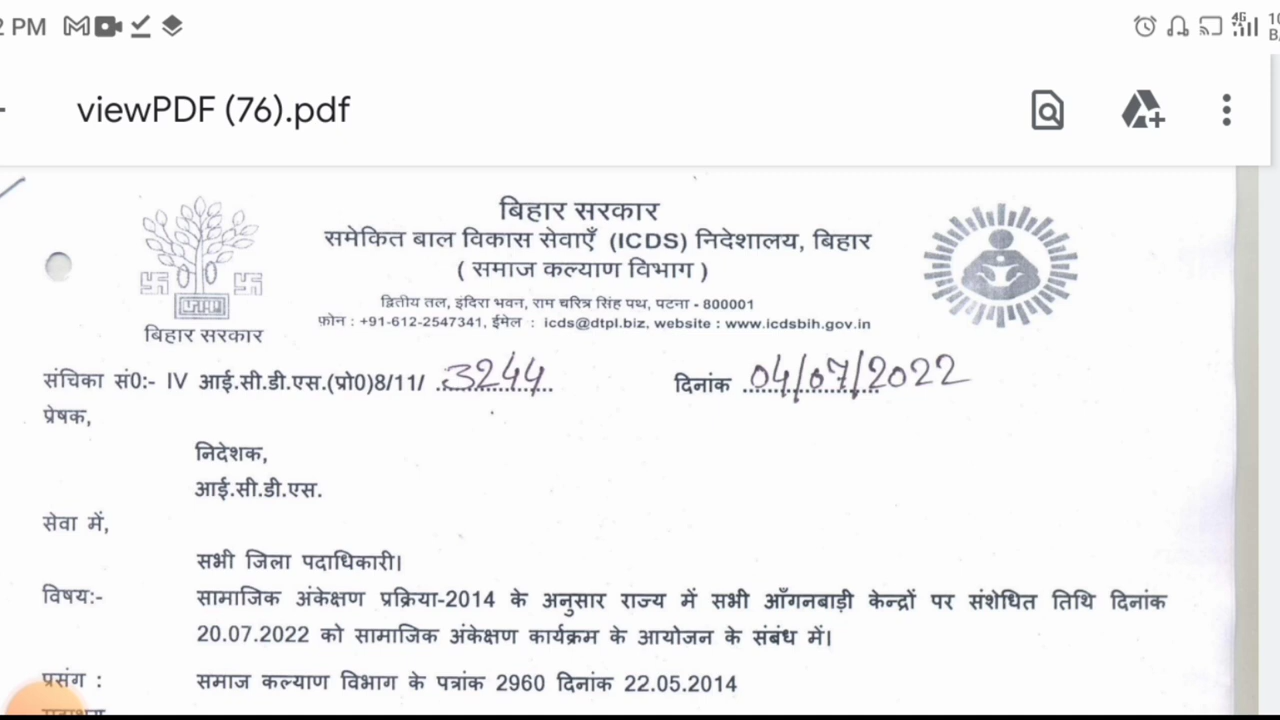 2 PM
4G
viewPDF (76).pdf
बिहार सरकार
समेकित बाल विकास सेवाएँ (ICDS) निदेशालय, बिहार
( समाज कल्याण विभाग )
द्वितीय तल, इंदिरा भवन, राम चरित्र सिंह पथ, पटना - 800001
फ़ोन : +91-612-2547341, ईमेल : icds@dtpl.biz, website : www.icdsbih.gov.in
बिहार सरकार
संचिका सं0:- IV आई.सी.डी.एस.(प्रो0)8/11/ 3244 दिनांक 04/07/2022
प्रेषक,
निदेशक,
आई.सी.डी.एस.
सेवा में,
सभी जिला पदाधिकारी।
विषय:- सामाजिक अंकेक्षण प्रक्रिया-2014 के अनुसार राज्य में सभी आँगनबाड़ी केन्द्रों पर संशेधित तिथि दिनांक
20.07.2022 को सामाजिक अंकेक्षण कार्यक्रम के आयोजन के संबंध में।
प्रसंग : समाज कल्याण विभाग के पत्रांक 2960 दिनांक 22.05.2014